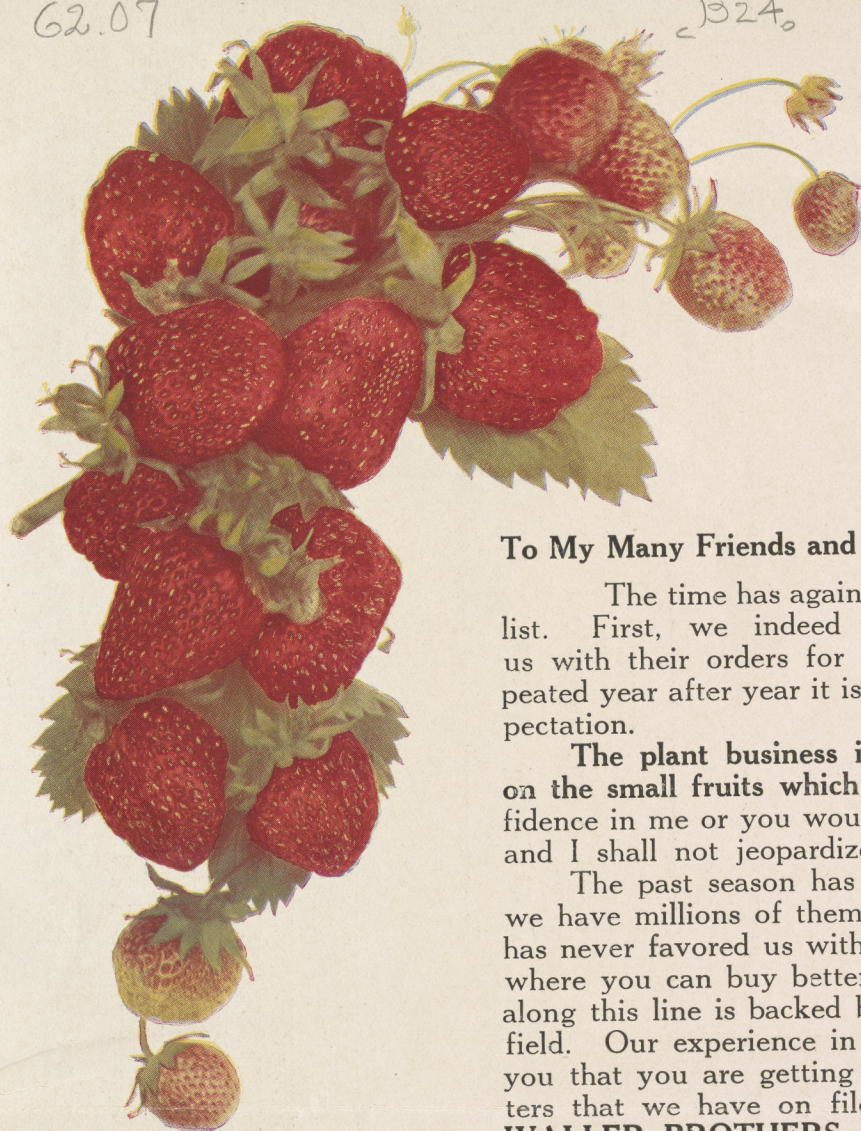 62.07
1924.
To My Many Friends and
The time has again
list. First, we indeed
us with their orders for
peated year after year it is
pectation.
The plant business i
on the small fruits which
fidence in me or you wou
and I shall not jeopardize
The past season has
we have millions of them
has never favored us with
where you can buy better
along this line is backed b
field. Our experience in
you that you are getting
ters that we have on file
WALLER BROTHERS